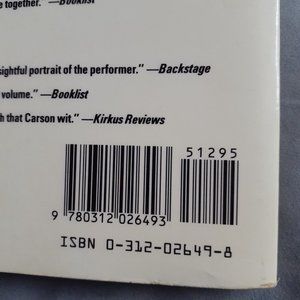 e together." —Booklist
sightful portrait of the performer." —Backstage
volume." —Booklist
h that Carson wit." —Kirkus Reviews
51295
9 780312 026493
ISBN 0-312-02649-8